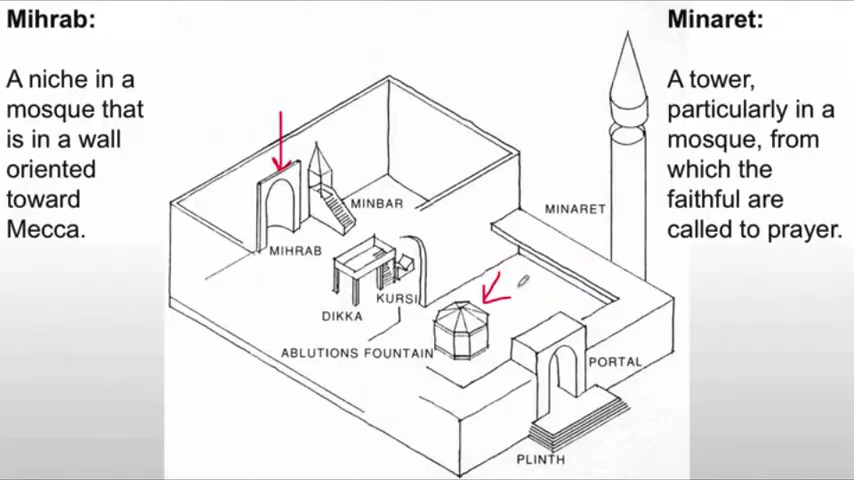 Mihrab:
A niche in a
mosque that
is in a wall
oriented
toward
Mecca.
MINBAR
MIHRAB
DIKKA
KURSI
ABLUTIONS FOUNTAIN
MINARET
PORTAL
PLINTH
Minaret:
A tower,
particularly in a
mosque, from
which the
faithful are
called to prayer.